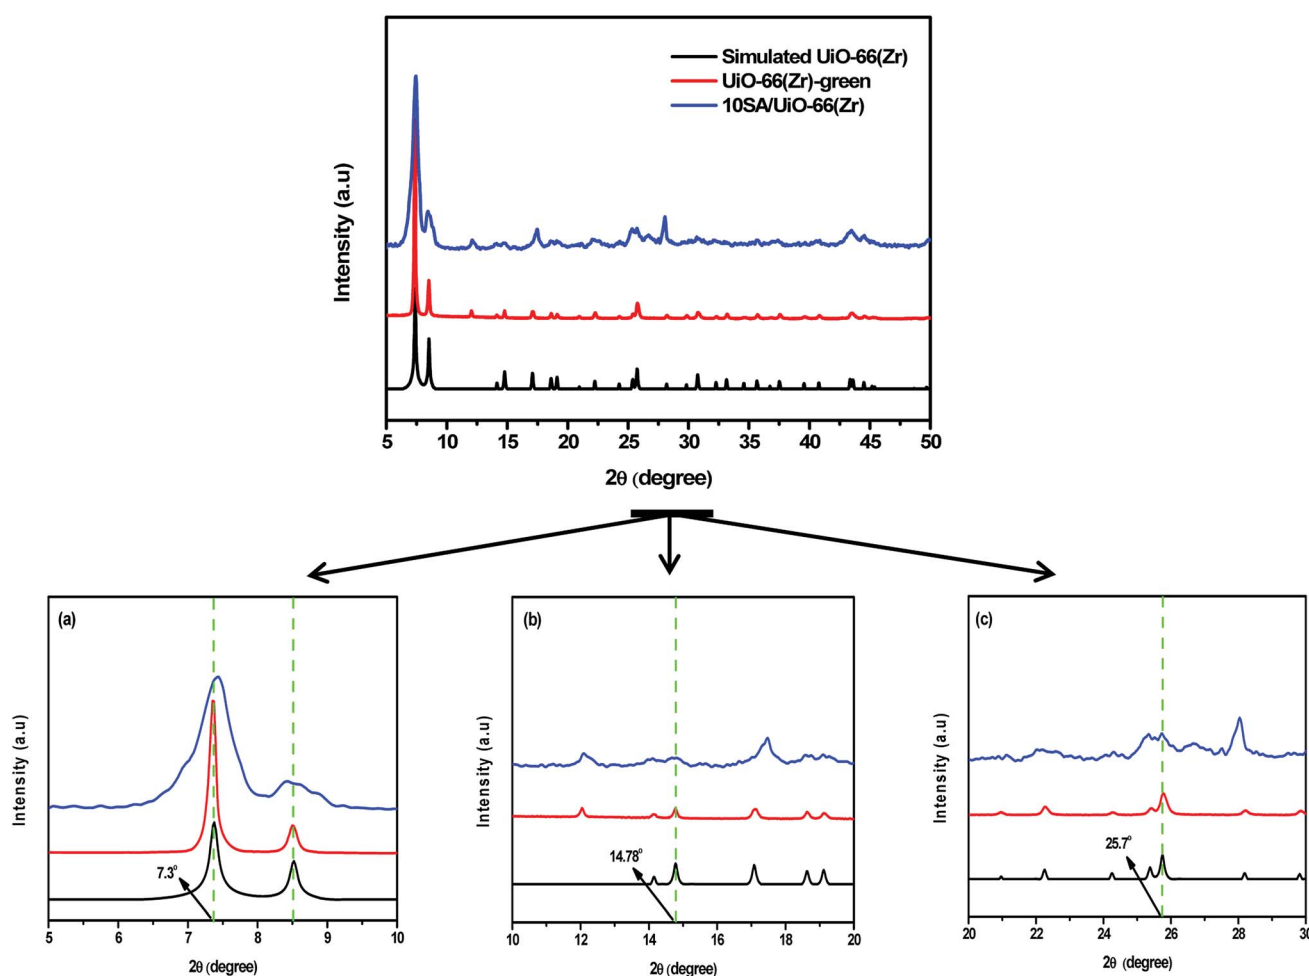 Simulated UiO-66(Zr)
UiO-66(Zr)-green
10SA/UiO-66(Zr)
Intensity (a.u)
5 10 15 20 25 30 35 40 45 50
2θ (degree)
(a)
Intensity (a.u)
7.3°
5 6 7 8 9 10
2θ (degree)
(b)
Intensity (a.u)
14.78°
10 12 14 16 18 20
2θ (degree)
(c)
Intensity (a.u)
25.7°
20 22 24 26 28 30
2θ (degree)